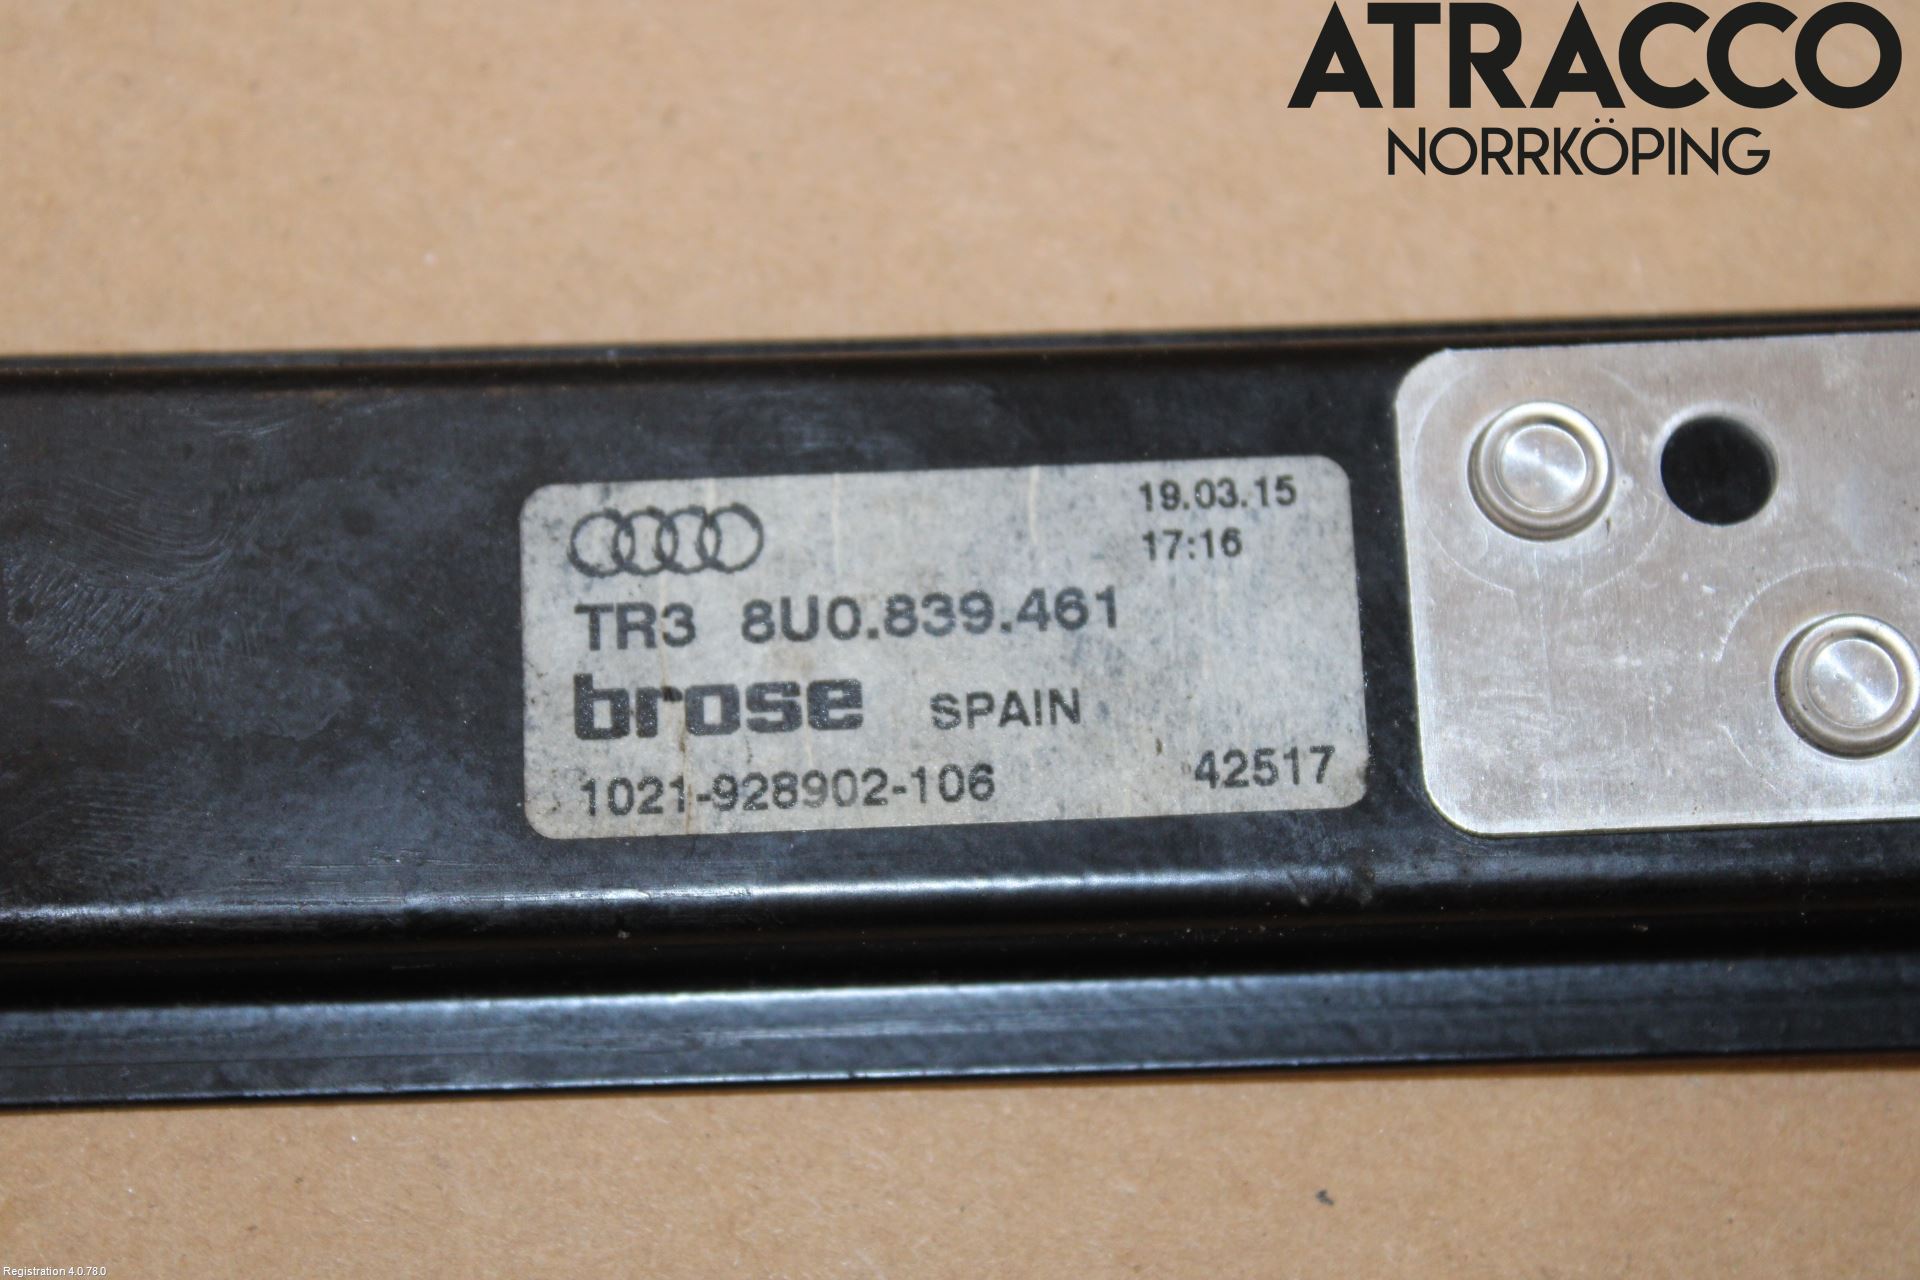 ATRACCO
NORRKÖPING
19.03.15
17:16
TR3 8U0.839.461
brose SPAIN
1021-928902-106 42517
Registration 4.0.78.0